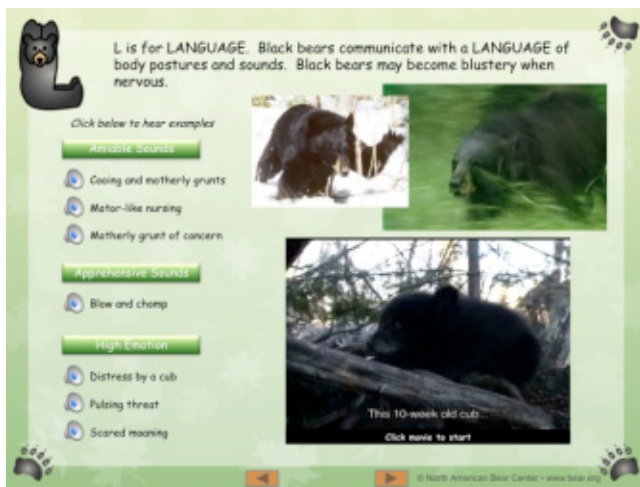 L is for LANGUAGE. Black bears communicate with a LANGUAGE of
body postures and sounds. Black bears may become blustery when
nervous.
Click below to hear examples
Amiable Sounds
Cooing and motherly grunts
Motor-like nursing
Motherly grunt of concern
Apprehensive Sounds
Blow and chomp
High Emotion
Distress by a cub
Pulsing threat
Scared moaning
This 10-week old cub...
Click movie to start
© North American Bear Center • www.bear.org